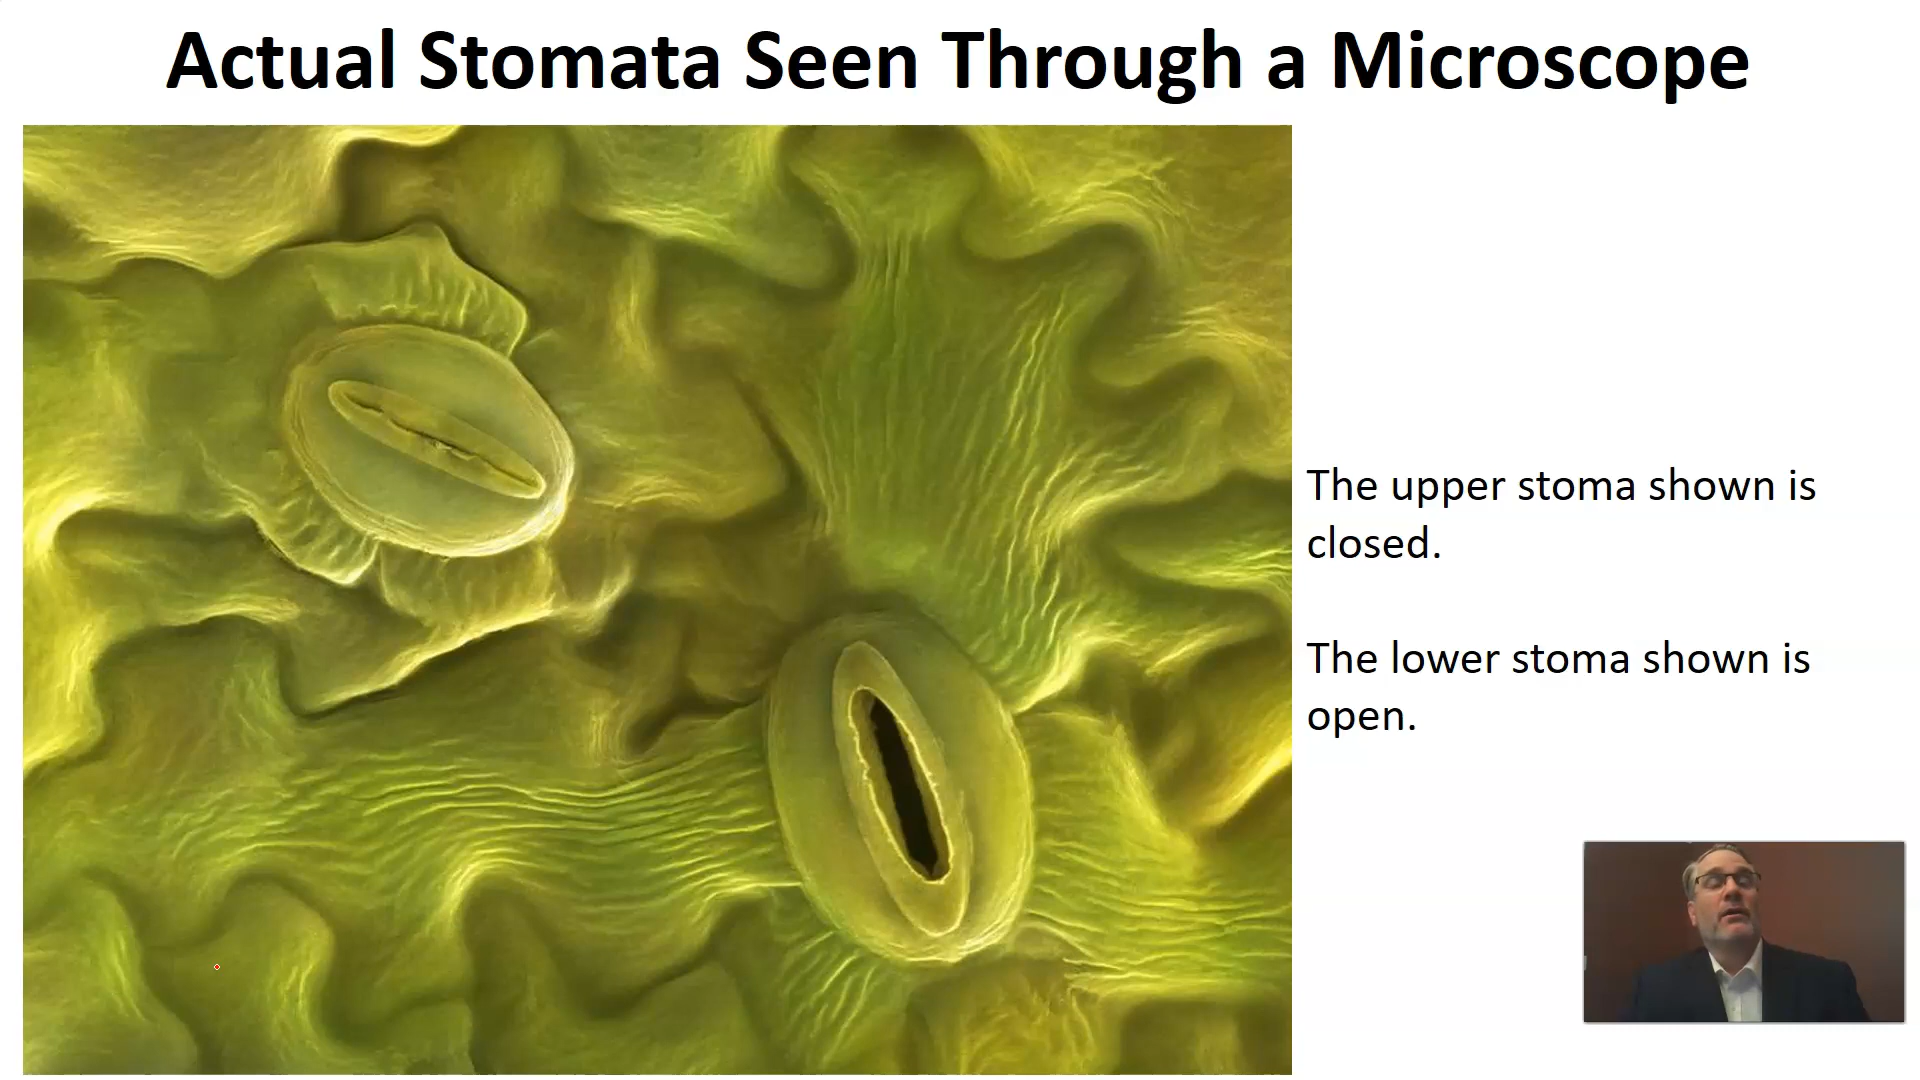 Actual Stomata Seen Through a Microscope
The upper stoma shown is
closed.
The lower stoma shown is
open.